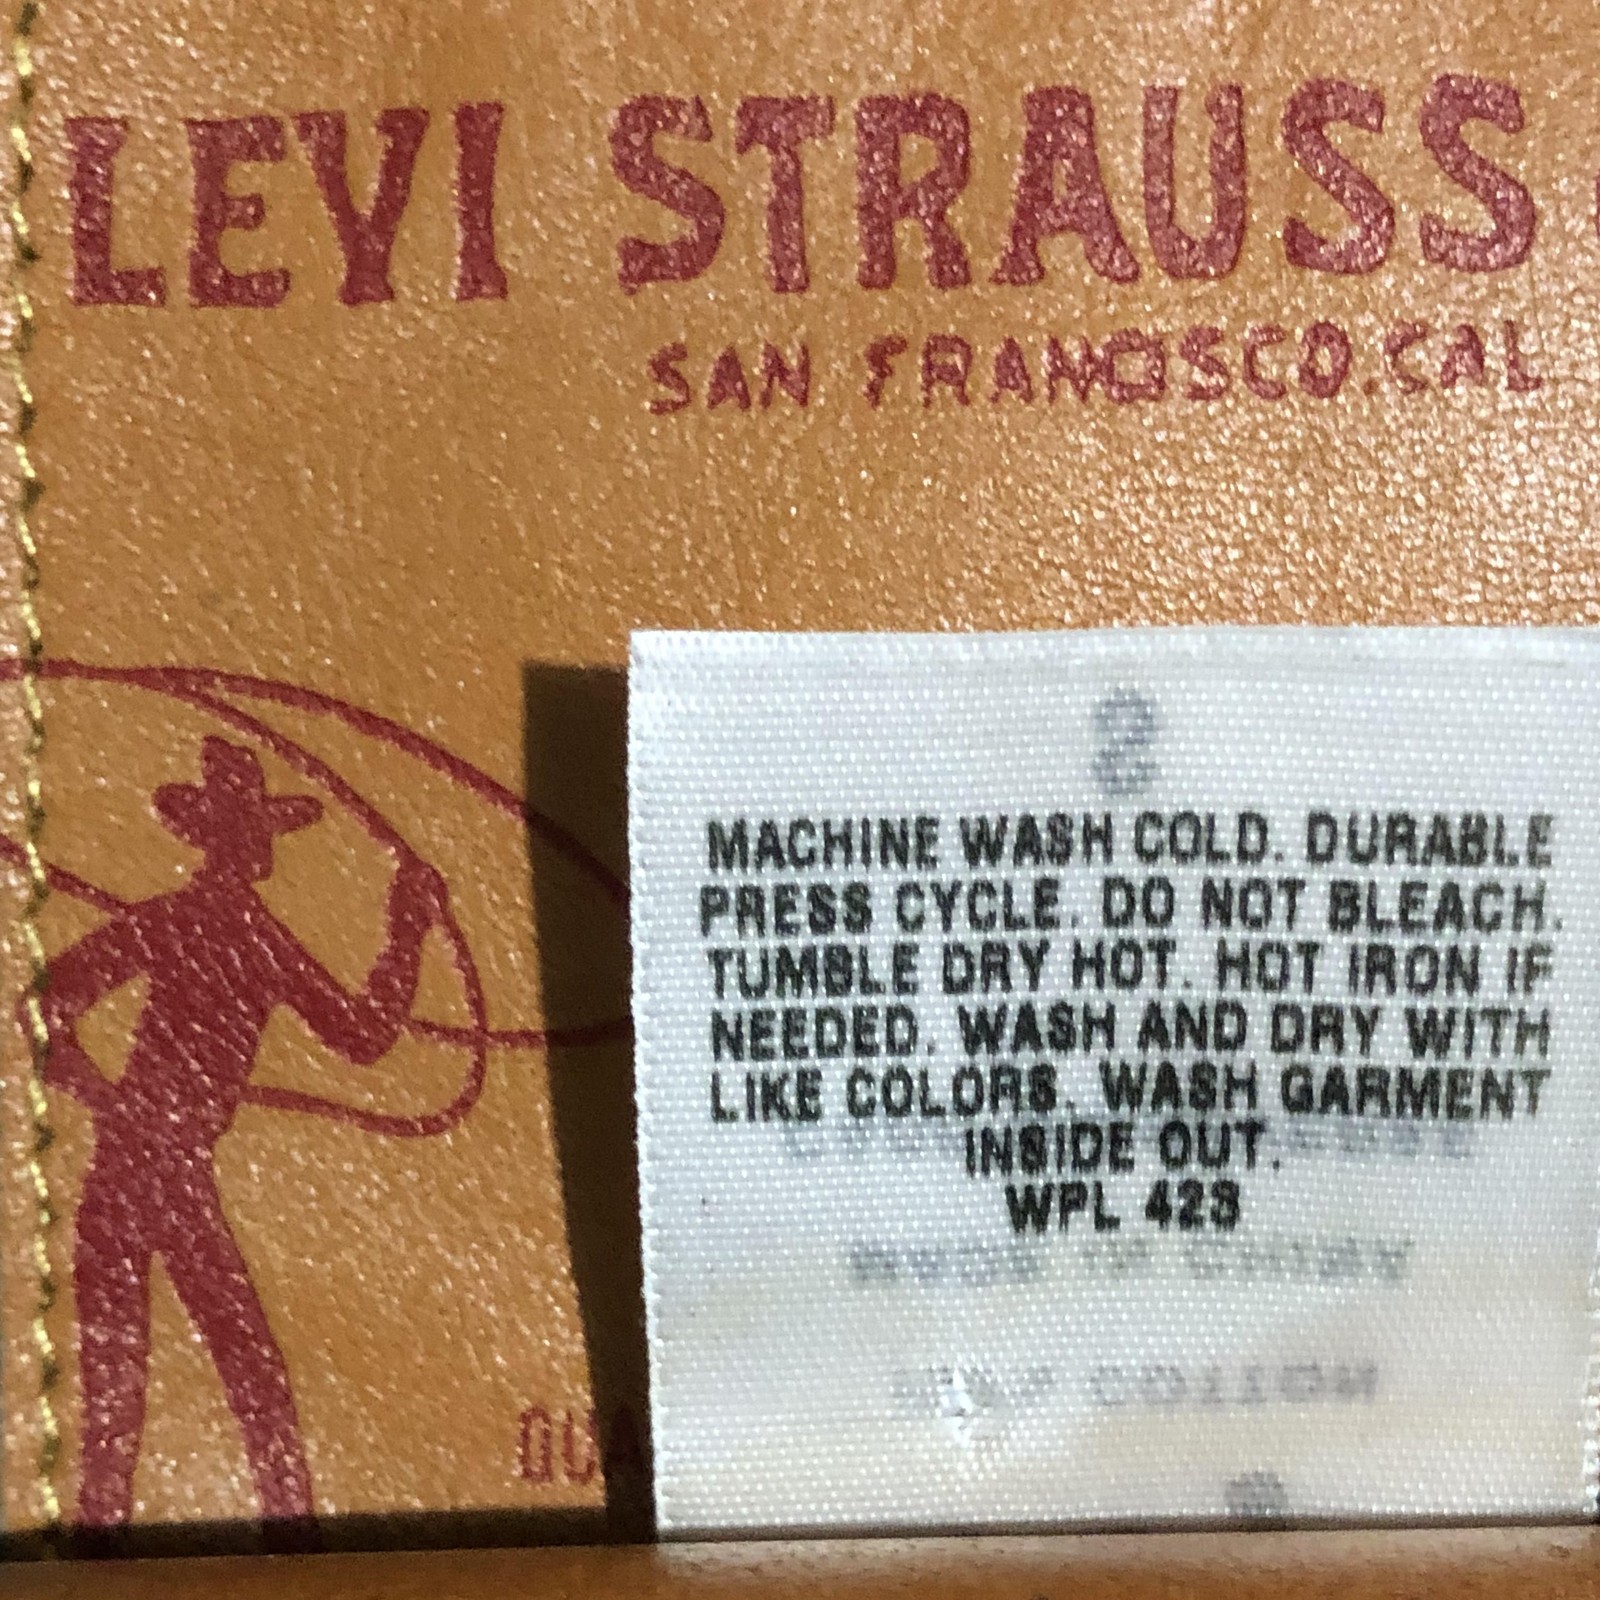 LEVI STRAUSS
SAN FRANCISCO.CAL
MACHINE WASH COLD. DURABLE
PRESS CYCLE. DO NOT BLEACH.
TUMBLE DRY HOT. HOT IRON IF
NEEDED. WASH AND DRY WITH
LIKE COLORS. WASH GARMENT
INSIDE OUT.
WPL 423
QUA